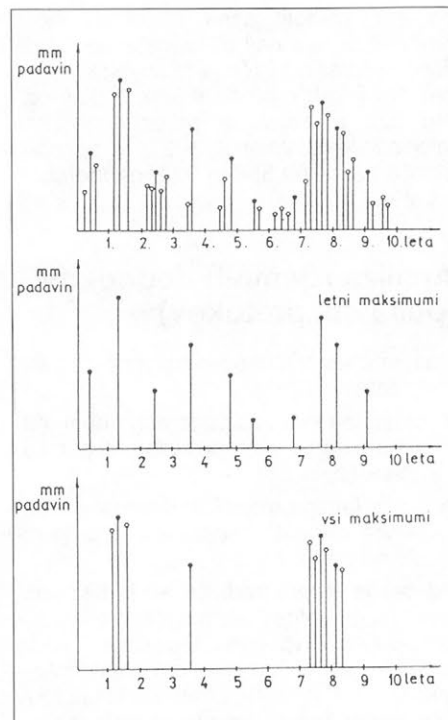 mm
padavin
1. 2. 3. 4. 5. 6. 7. 8. 9. 10. leta
mm
padavin
letni maksimumi
1 2 3 4 5 6 7 8 9 10 leta
mm
padavin
vsi maksimumi
1 2 3 4 5 6 7 8 9 10 leta